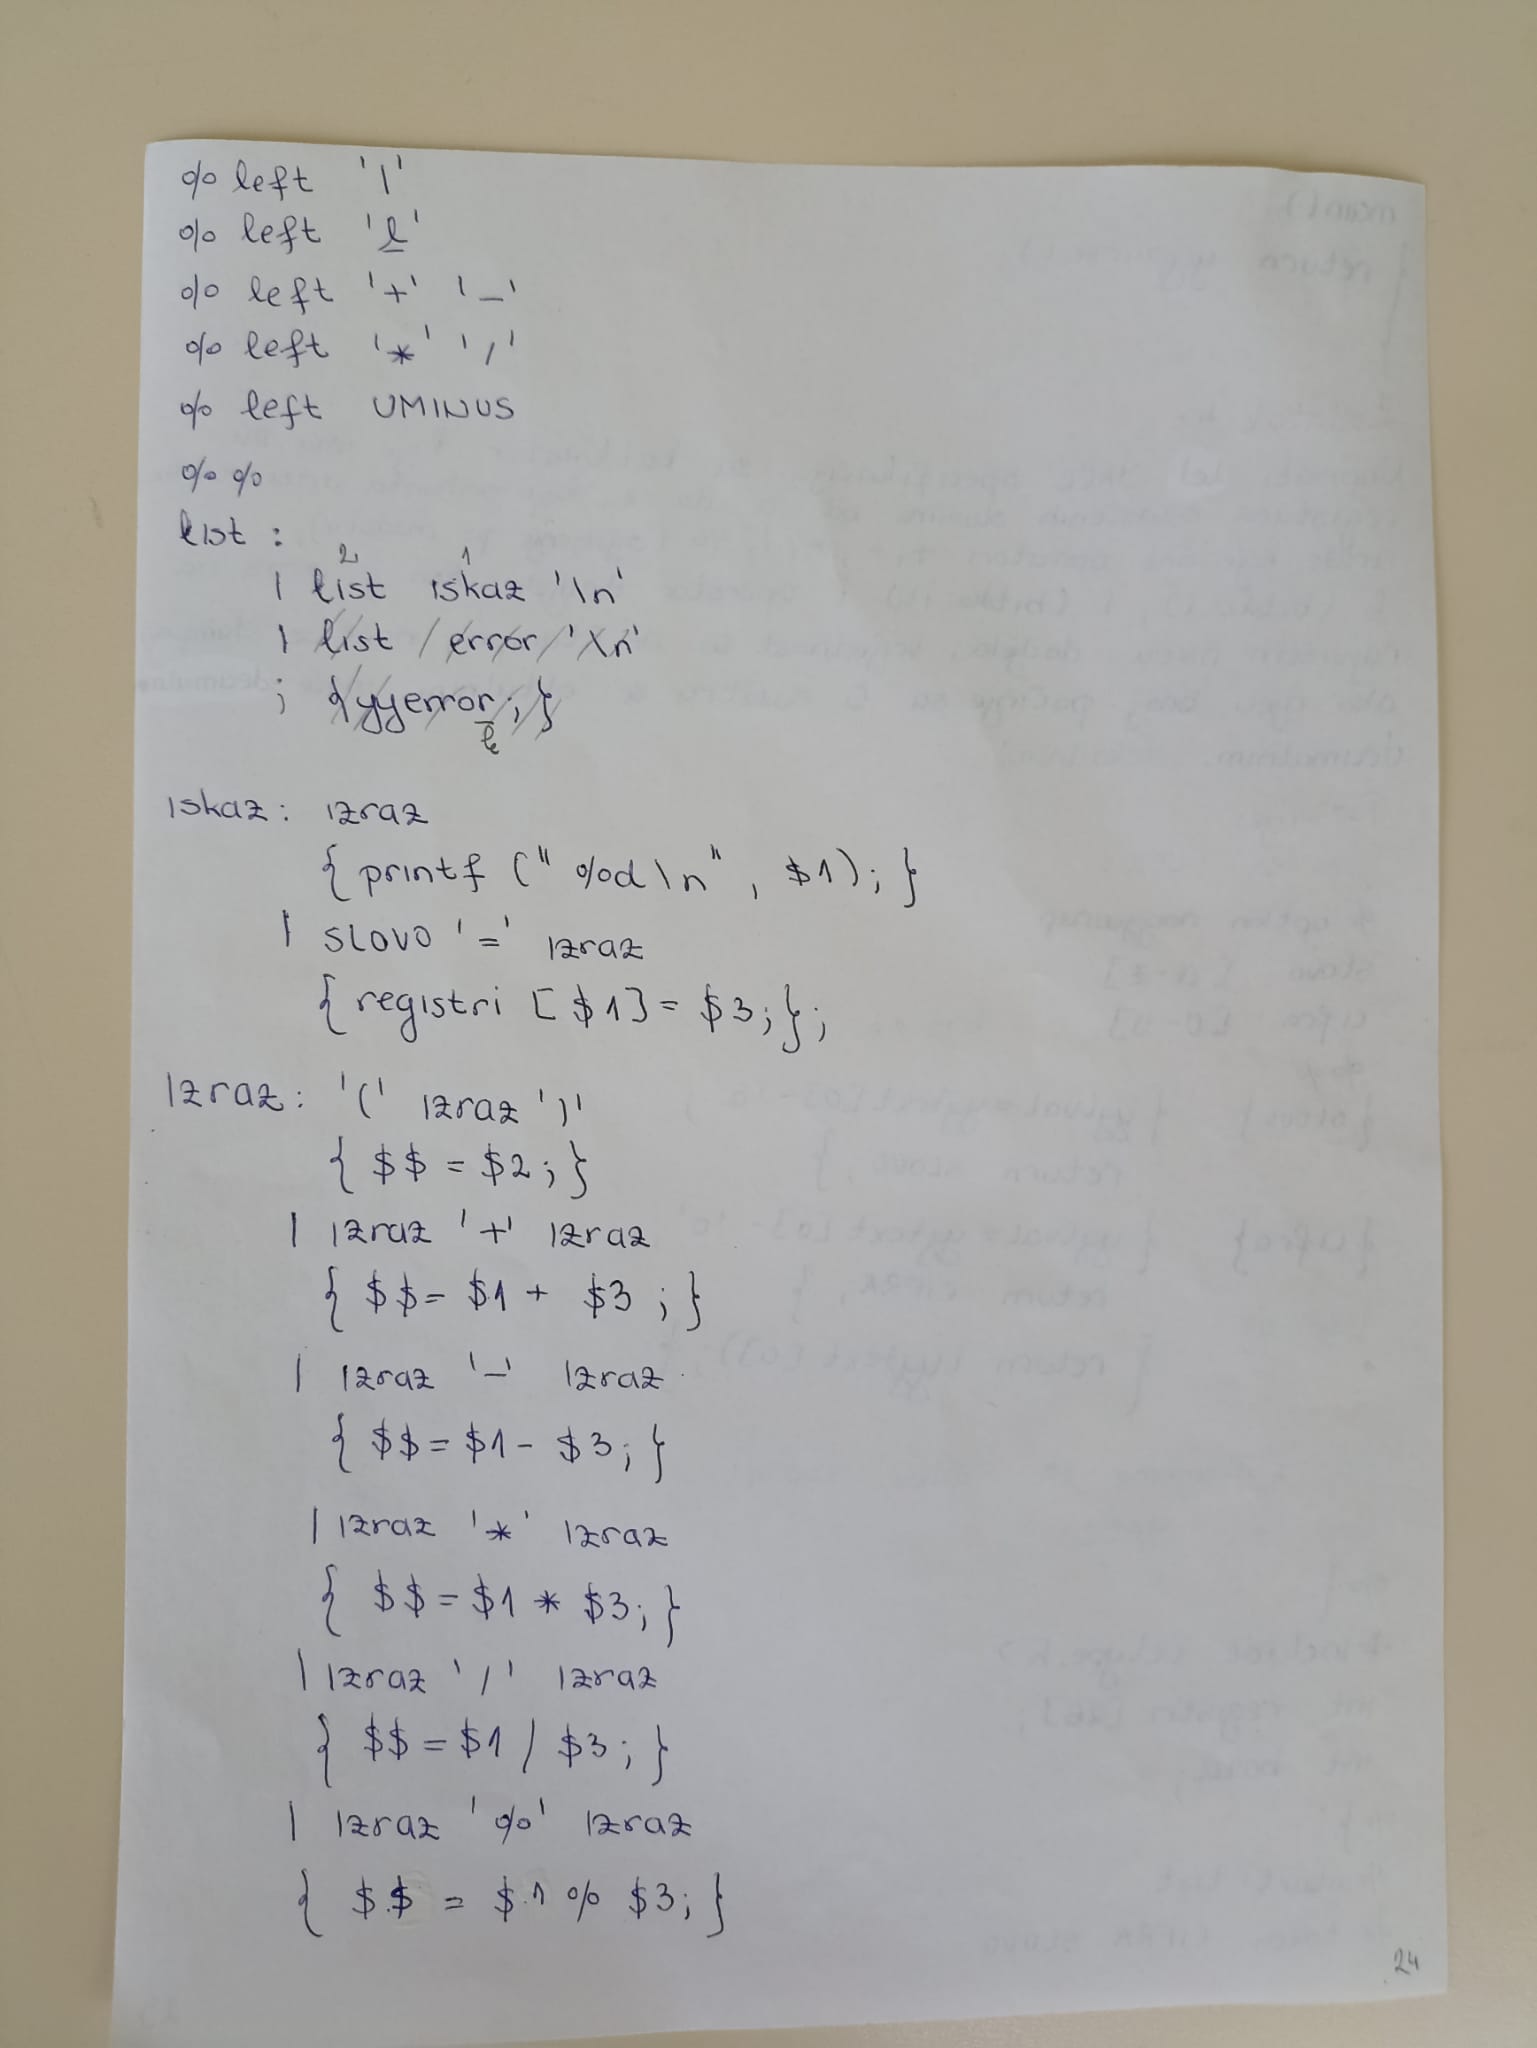 % left '|'
% left '&'
% left '+' '-'
% left '*' '/'
% left UMINUS
%%
list :
2 1
| list iskaz '\n'
| list error '\n'
; {yyerror;}
iskaz: izraz
{ printf (" %d\n", $1); }
| SLOVO '=' izraz
{ registri [$1] = $3; };
Izraz: '(' izraz ')'
{ $$ = $2; }
| izraz '+' izraz
{ $$ = $1 + $3 ; }
| izraz '-' izraz
{ $$ = $1 - $3; }
| izraz '*' izraz
{ $$ = $1 * $3; }
| izraz '/' izraz
{ $$ = $1 / $3; }
| izraz '%' izraz
{ $$ = $1 % $3; }
24